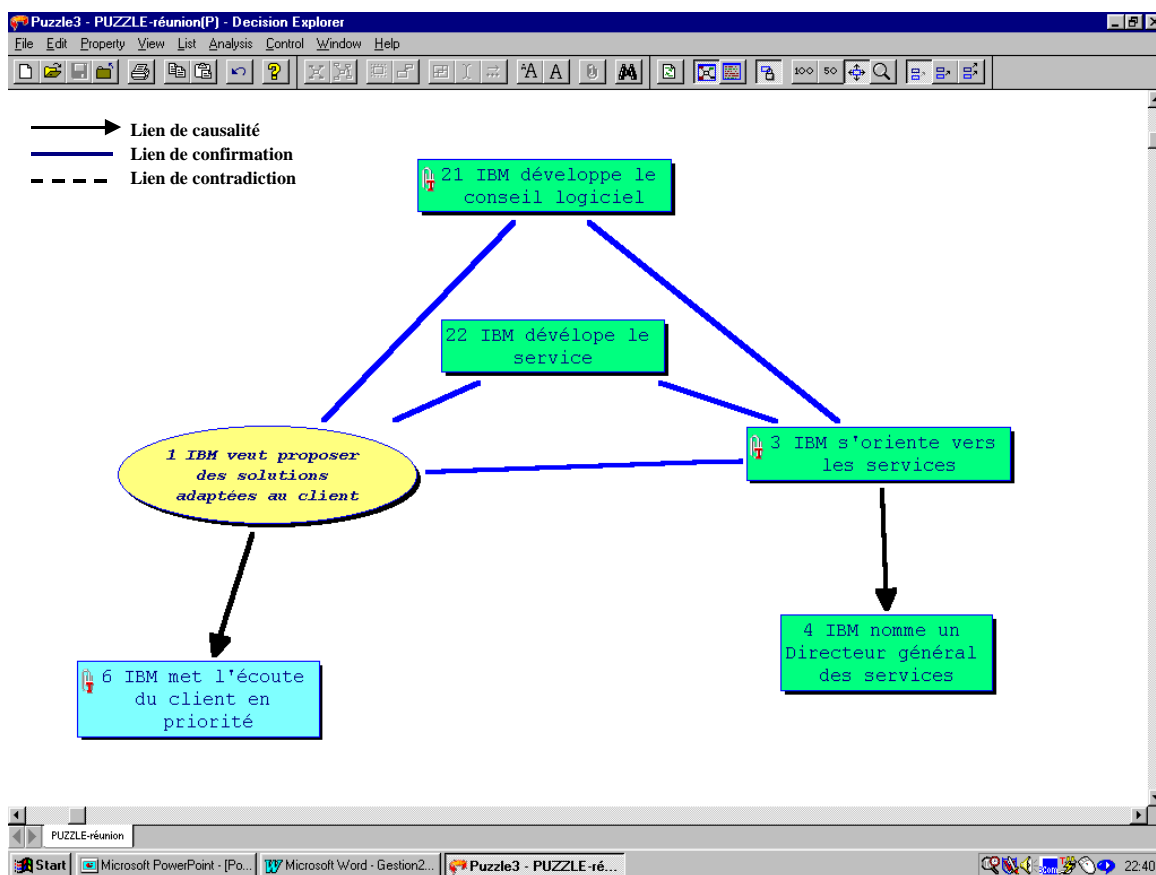 Puzzle3 - PUZZLE-réunion(P) - Decision Explorer
File Edit Property View List Analysis Control Window Help
100 50
Lien de causalité
Lien de confirmation
Lien de contradiction
21 IBM développe le
conseil logiciel
22 IBM dévélope le
service
1 IBM veut proposer
des solutions
adaptées au client
3 IBM s'oriente vers
les services
6 IBM met l'écoute
du client en
priorité
4 IBM nomme un
Directeur général
des services
PUZZLE-réunion
Start
Microsoft PowerPoint - [Po...
Microsoft Word - Gestion2...
Puzzle3 - PUZZLE-ré...
22:40